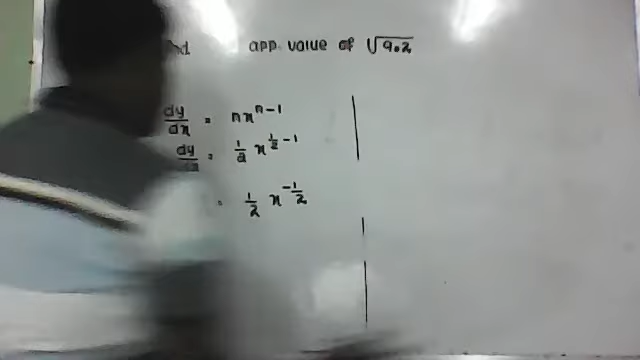 app. value of √9.2
dy/dx = nx^n-1
dy/dx = 1/2 x^1/2-1
= 1/2 x^-1/2